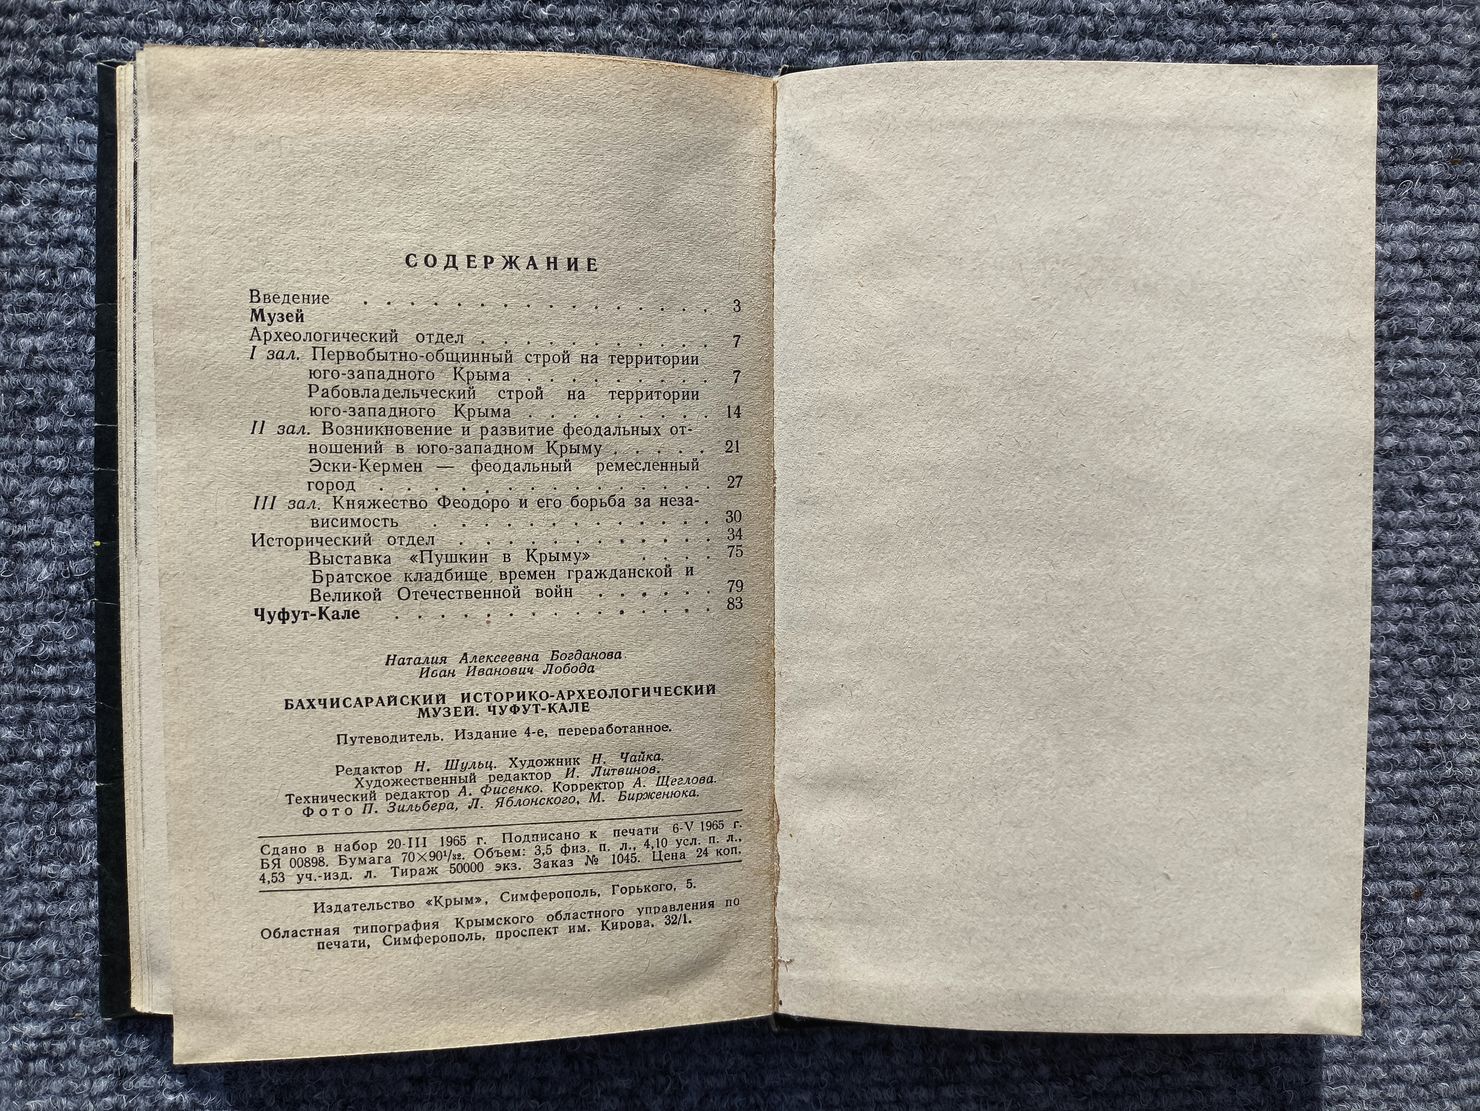 СОДЕРЖАНИЕ
Введение . . . . . . . . . . . . . . . 3
Музей
Археологический отдел . . . . . . . . . . . 7
I зал. Первобытно-общинный строй на территории
юго-западного Крыма . . . . . . . . . 7
Рабовладельческий строй на территории
юго-западного Крыма . . . . . . . . . 14
II зал. Возникновение и развитие феодальных от-
ношений в юго-западном Крыму . . . . . 21
Эски-Кермен — феодальный ремесленный
город . . . . . . . . . . . . . . . 27
III зал. Княжество Феодоро и его борьба за неза-
висимость . . . . . . . . . . . . . 30
Исторический отдел . . . . . . . . . . . . 34
Выставка «Пушкин в Крыму» . . . . 75
Братское кладбище времен гражданской и
Великой Отечественной войн . . . . . . 79
Чуфут-Кале . . . . . . . . . . . . . . 83
Наталия Алексеевна Богданова
Иван Иванович Лобода
БАХЧИСАРАЙСКИЙ ИСТОРИКО-АРХЕОЛОГИЧЕСКИЙ
МУЗЕЙ. ЧУФУТ-КАЛЕ
Путеводитель. Издание 4-е, переработанное.
Редактор Н. Шульц. Художник Н. Чайка.
Художественный редактор И. Литвинов.
Технический редактор А. Фисенко. Корректор А. Щеглова.
Фото П. Зильбера, Л. Яблонского, М. Бирженюка.
Сдано в набор 20-III 1965 г. Подписано к печати 6-V 1965 г.
БЯ 00898. Бумага 70×90¹/₃₂. Объем: 3,5 физ. п. л., 4,10 усл. п. л.,
4,53 уч.-изд. л. Тираж 50000 экз. Заказ № 1045. Цена 24 коп.
Издательство «Крым», Симферополь, Горького, 5.
Областная типография Крымского областного управления по
печати, Симферополь, проспект им. Кирова, 32/1.